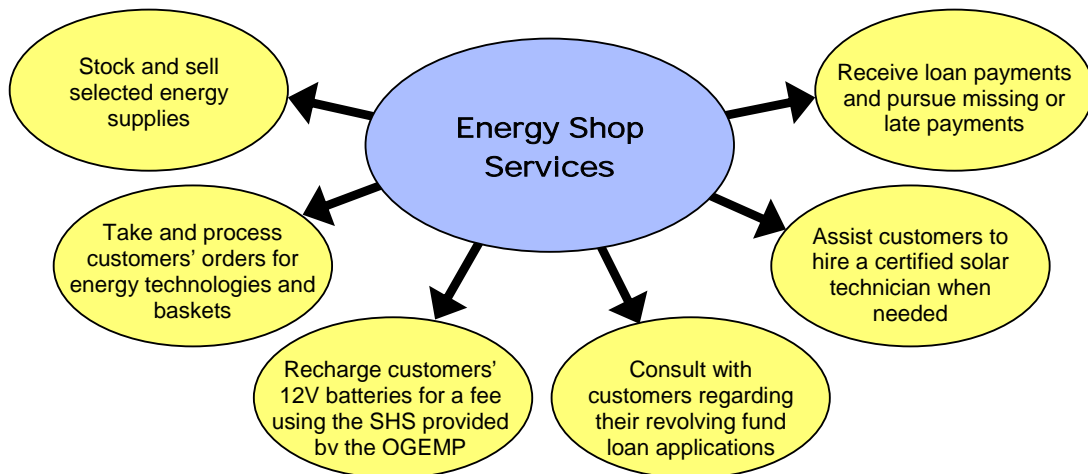 Energy Shop
Services
Stock and sell
selected energy
supplies
Take and process
customers’ orders for
energy technologies and
baskets
Recharge customers’
12V batteries for a fee
using the SHS provided
by the OGEMP
Consult with
customers regarding
their revolving fund
loan applications
Assist customers to
hire a certified solar
technician when
needed
Receive loan payments
and pursue missing or
late payments